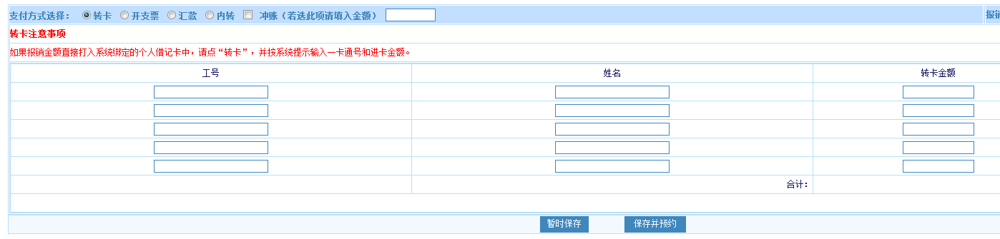 支付方式选择： 转卡 开支票 汇款 内转 冲账（若选此项请填入金额） 报销
转卡注意事项
如果报销金额直接打入系统绑定的个人借记卡中，请点“转卡”，并按系统提示输入一卡通号和进卡金额。
工号 姓名 转卡金额
合计：
暂时保存 保存并预约